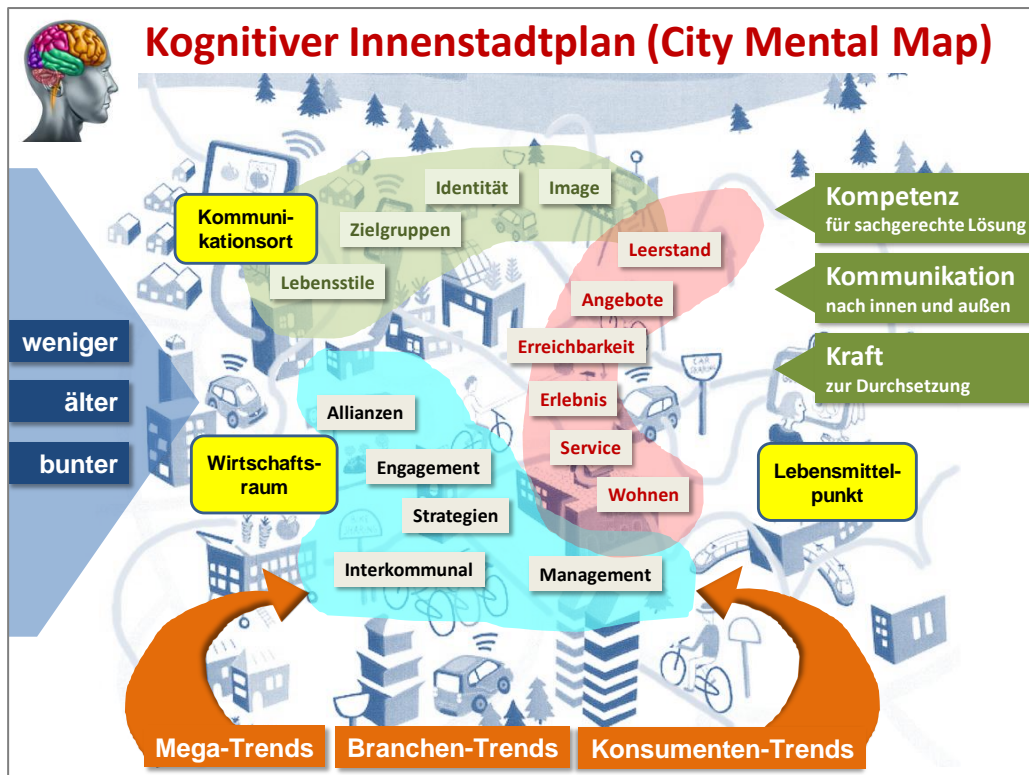 Kognitiver Innenstadtplan (City Mental Map)
Kommuni-
kationsort
Identität
Image
Zielgruppen
Lebensstile
Leerstand
Angebote
Erreichbarkeit
Erlebnis
Service
Wohnen
Kompetenz
für sachgerechte Lösung
Kommunikation
nach innen und außen
Kraft
zur Durchsetzung
weniger
älter
bunter
Wirtschafts-
raum
Allianzen
Engagement
Strategien
Interkommunal
Management
Lebensmittel-
punkt
CAR
SHARING
Mega-Trends
Branchen-Trends
Konsumenten-Trends